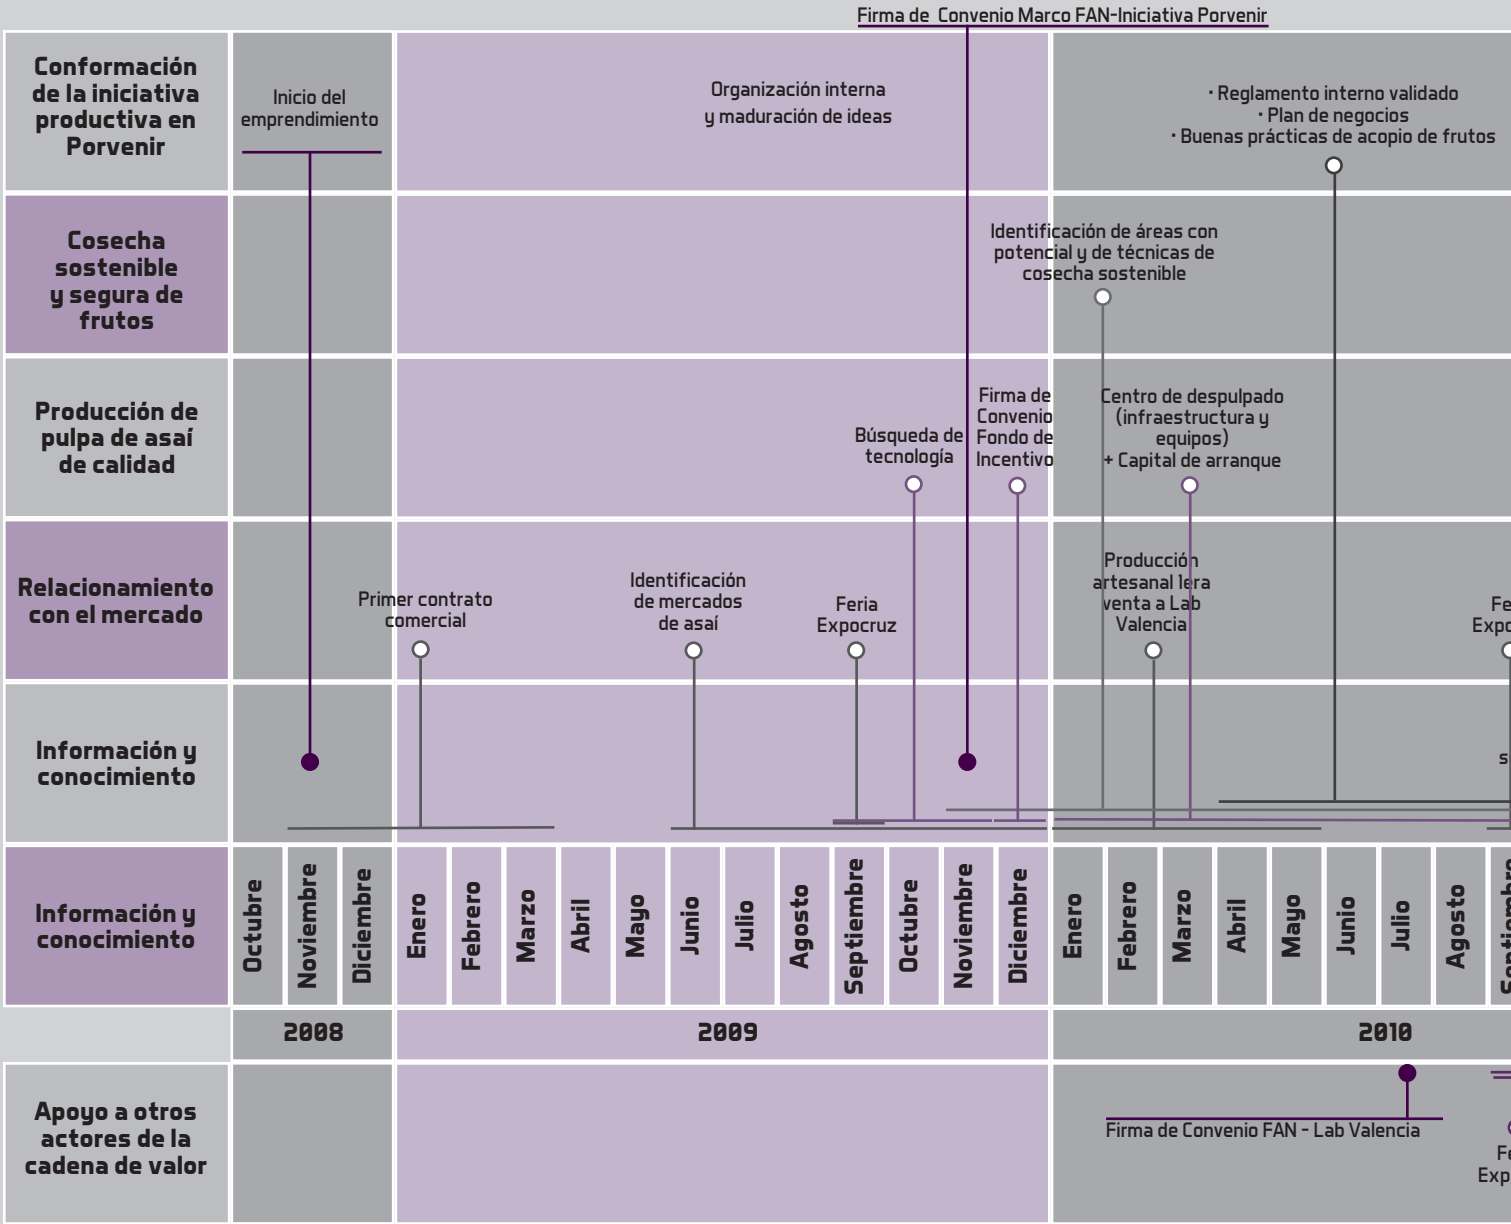 Firma de Convenio Marco FAN-Iniciativa Porvenir
Conformación
de la iniciativa
productiva en
Porvenir
Inicio del
emprendimiento
Organización interna
y maduración de ideas
· Reglamento interno validado
· Plan de negocios
· Buenas prácticas de acopio de frutos
Cosecha
sostenible
y segura de
frutos
Identificación de áreas con
potencial y de técnicas de
cosecha sostenible
Producción de
pulpa de asaí
de calidad
Búsqueda de
tecnología
Firma de
Convenio
Fondo de
Incentivo
Centro de despulpado
(infraestructura y
equipos)
+ Capital de arranque
Relacionamiento
con el mercado
Primer contrato
comercial
Identificación
de mercados
de asaí
Feria
Expocruz
Producción
artesanal 1era
venta a Lab
Valencia
Fe
Expo
Información y
conocimiento
s
Información y
conocimiento
Octubre
Noviembre
Diciembre
Enero
Febrero
Marzo
Abril
Mayo
Junio
Julio
Agosto
Septiembre
Octubre
Noviembre
Diciembre
Enero
Febrero
Marzo
Abril
Mayo
Junio
Julio
Agosto
Septiembre
2008
2009
2010
Apoyo a otros
actores de la
cadena de valor
Firma de Convenio FAN - Lab Valencia
Fe
Exp